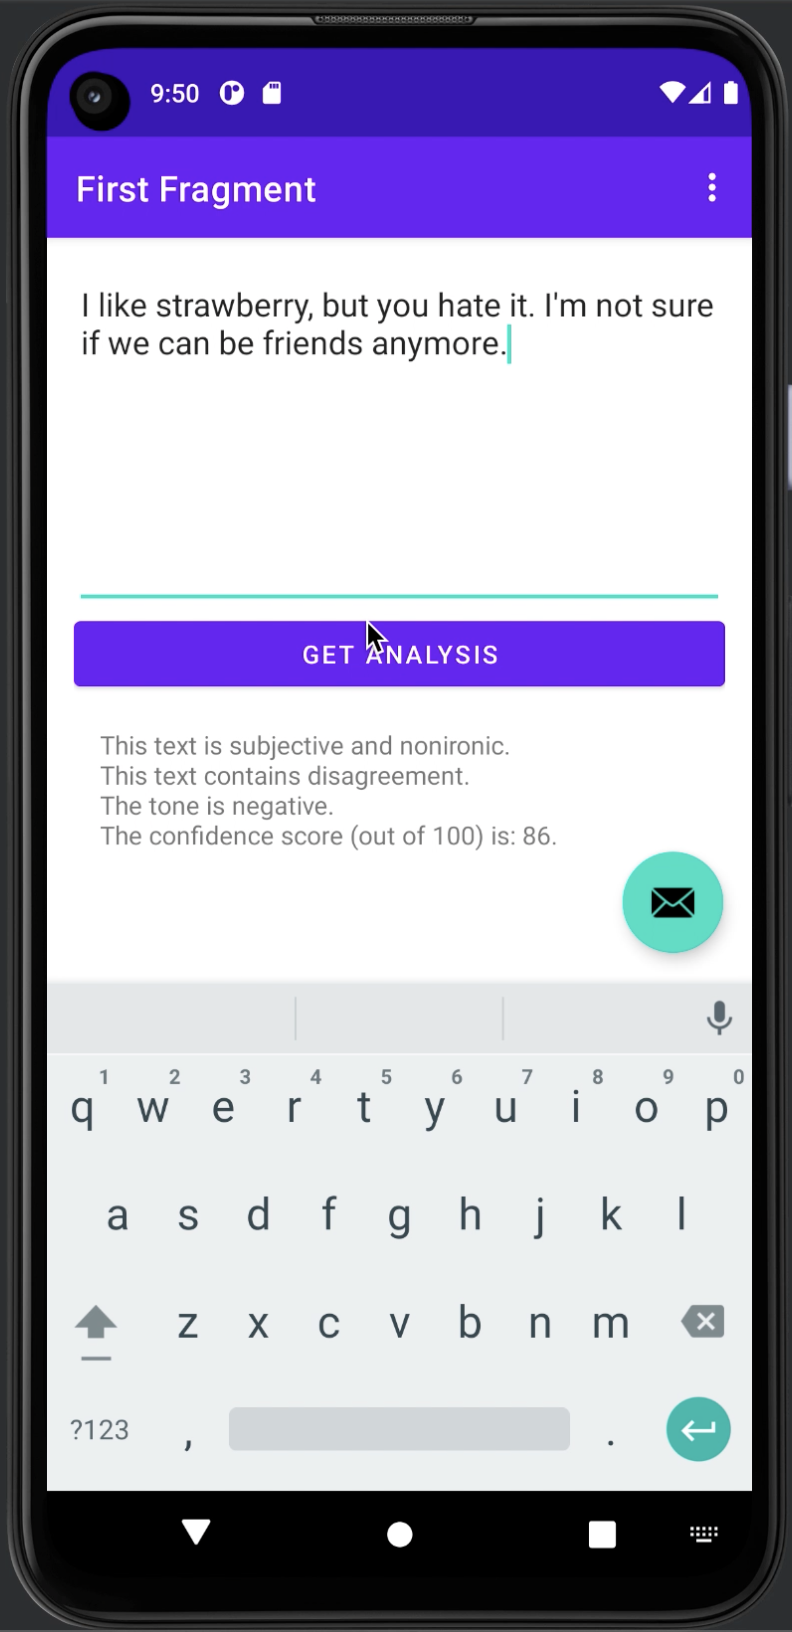 9:50
First Fragment
I like strawberry, but you hate it. I'm not sure
if we can be friends anymore.
GET ANALYSIS
This text is subjective and nonironic.
This text contains disagreement.
The tone is negative.
The confidence score (out of 100) is: 86.
1 2 3 4 5 6 7 8 9 0
q w e r t y u i o p
a s d f g h j k l
z x c v b n m
?123 , .